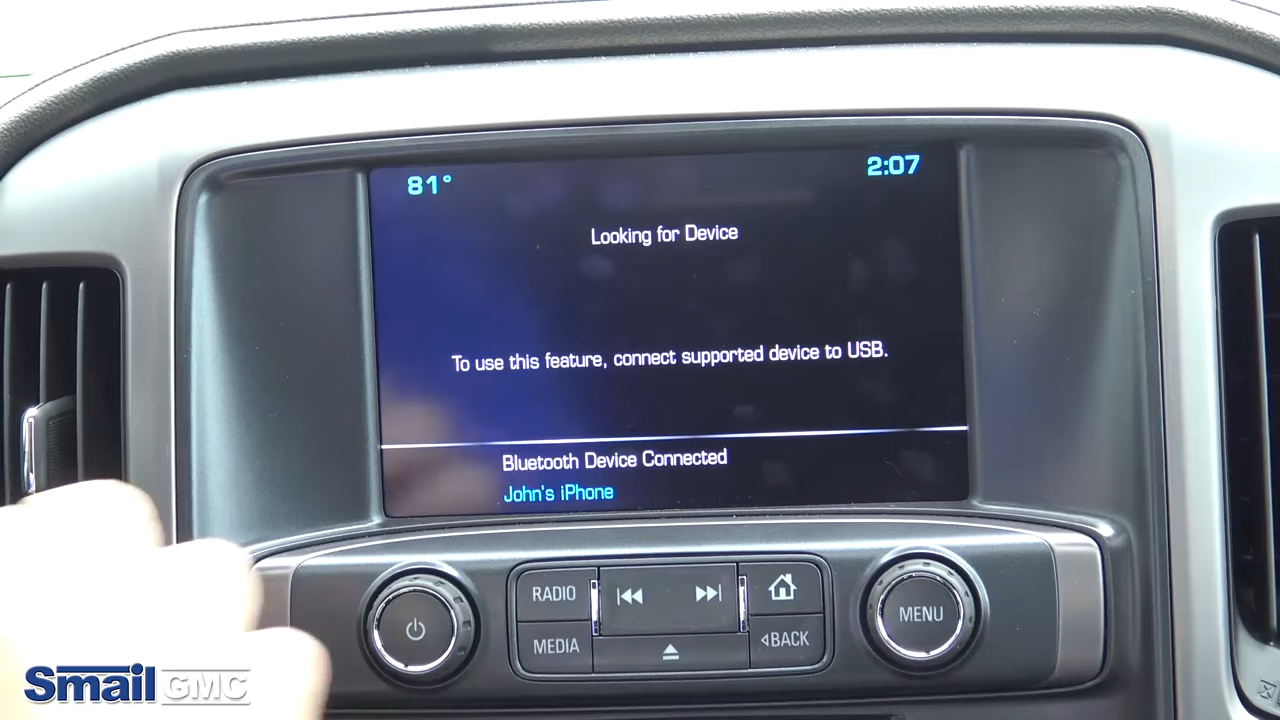 81°
2:07
Looking for Device
To use this feature, connect supported device to USB.
Bluetooth Device Connected
John's iPhone
RADIO
MEDIA
BACK
MENU
Smail GMC